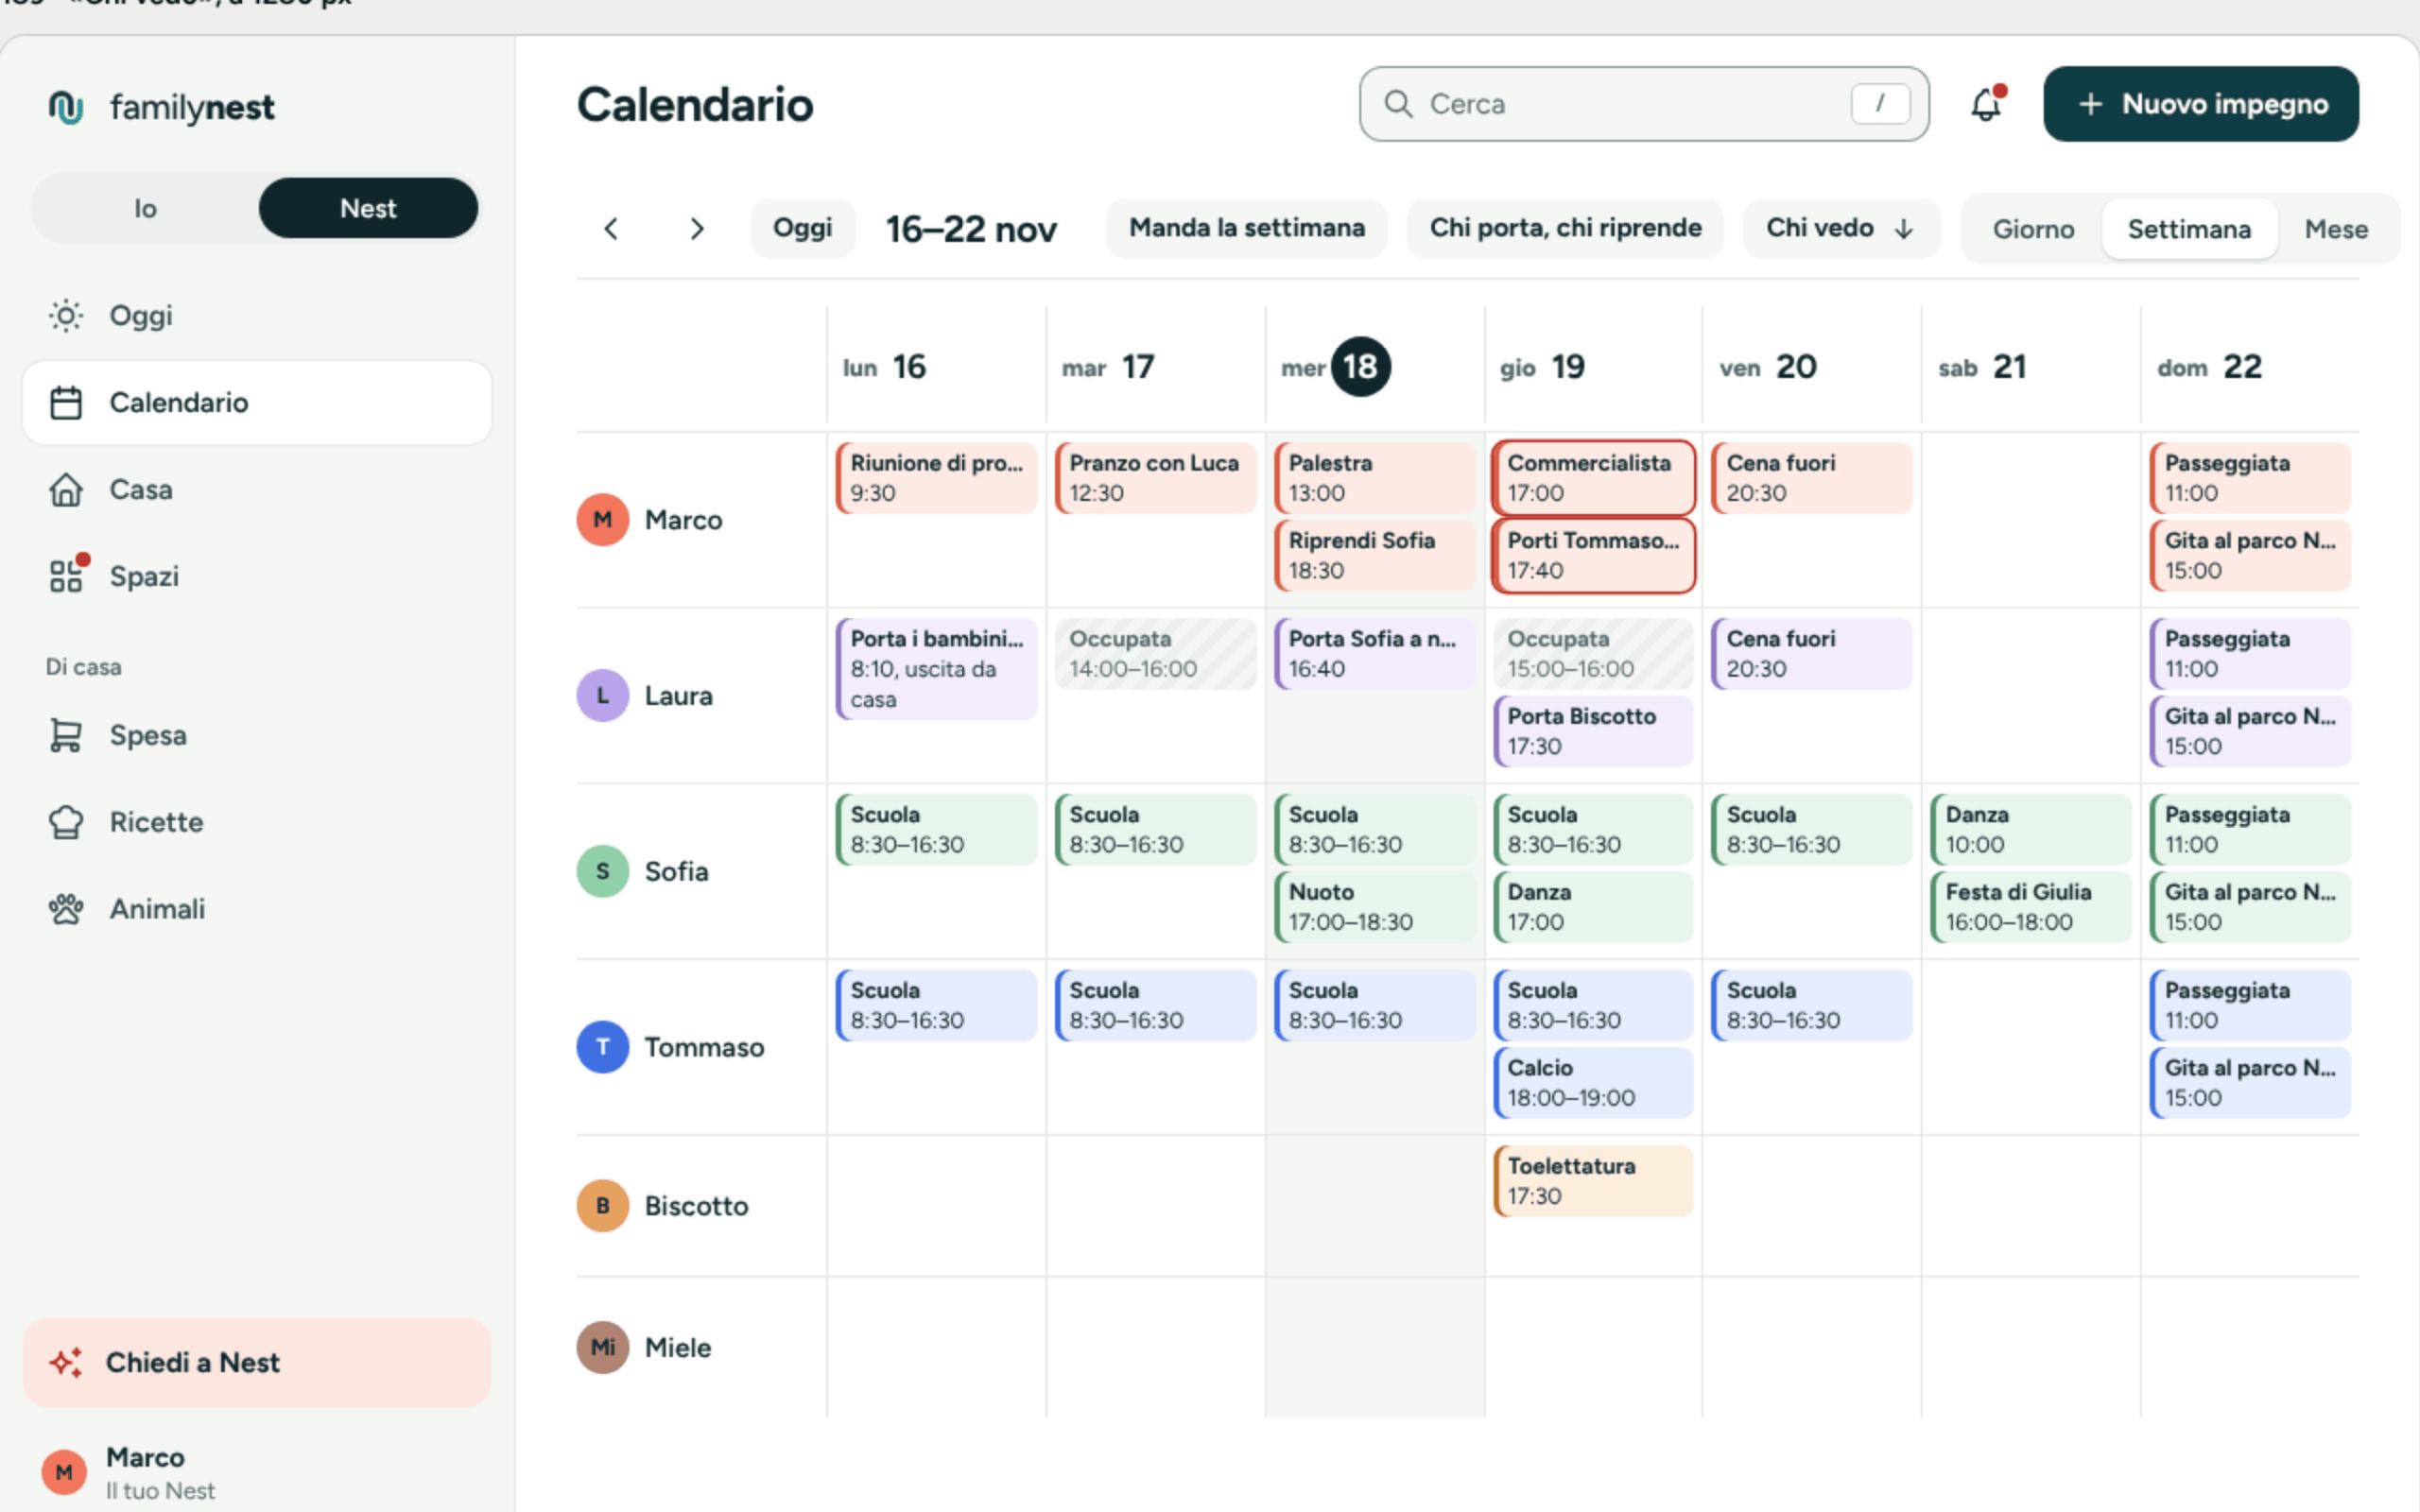 «Chi vedo», a 1280 px
familynest
Io
Nest
Oggi
Calendario
Casa
Spazi
Di casa
Spesa
Ricette
Animali
Chiedi a Nest
M
Marco
Il tuo Nest
Calendario
Cerca
/
+ Nuovo impegno
Oggi
16–22 nov
Manda la settimana
Chi porta, chi riprende
Chi vedo ↓
Giorno
Settimana
Mese
lun 16
mar 17
mer 18
gio 19
ven 20
sab 21
dom 22
M
Marco
Riunione di pro...
9:30
Pranzo con Luca
12:30
Palestra
13:00
Riprendi Sofia
18:30
Commercialista
17:00
Porti Tommaso...
17:40
Cena fuori
20:30
Passeggiata
11:00
Gita al parco N...
15:00
L
Laura
Porta i bambini...
8:10, uscita da
casa
Occupata
14:00–16:00
Porta Sofia a n...
16:40
Occupata
15:00–16:00
Porta Biscotto
17:30
Cena fuori
20:30
Passeggiata
11:00
Gita al parco N...
15:00
S
Sofia
Scuola
8:30–16:30
Scuola
8:30–16:30
Scuola
8:30–16:30
Nuoto
17:00–18:30
Scuola
8:30–16:30
Danza
17:00
Scuola
8:30–16:30
Danza
10:00
Festa di Giulia
16:00–18:00
Passeggiata
11:00
Gita al parco N...
15:00
T
Tommaso
Scuola
8:30–16:30
Scuola
8:30–16:30
Scuola
8:30–16:30
Scuola
8:30–16:30
Calcio
18:00–19:00
Scuola
8:30–16:30
Passeggiata
11:00
Gita al parco N...
15:00
B
Biscotto
Toelettatura
17:30
Mi
Miele